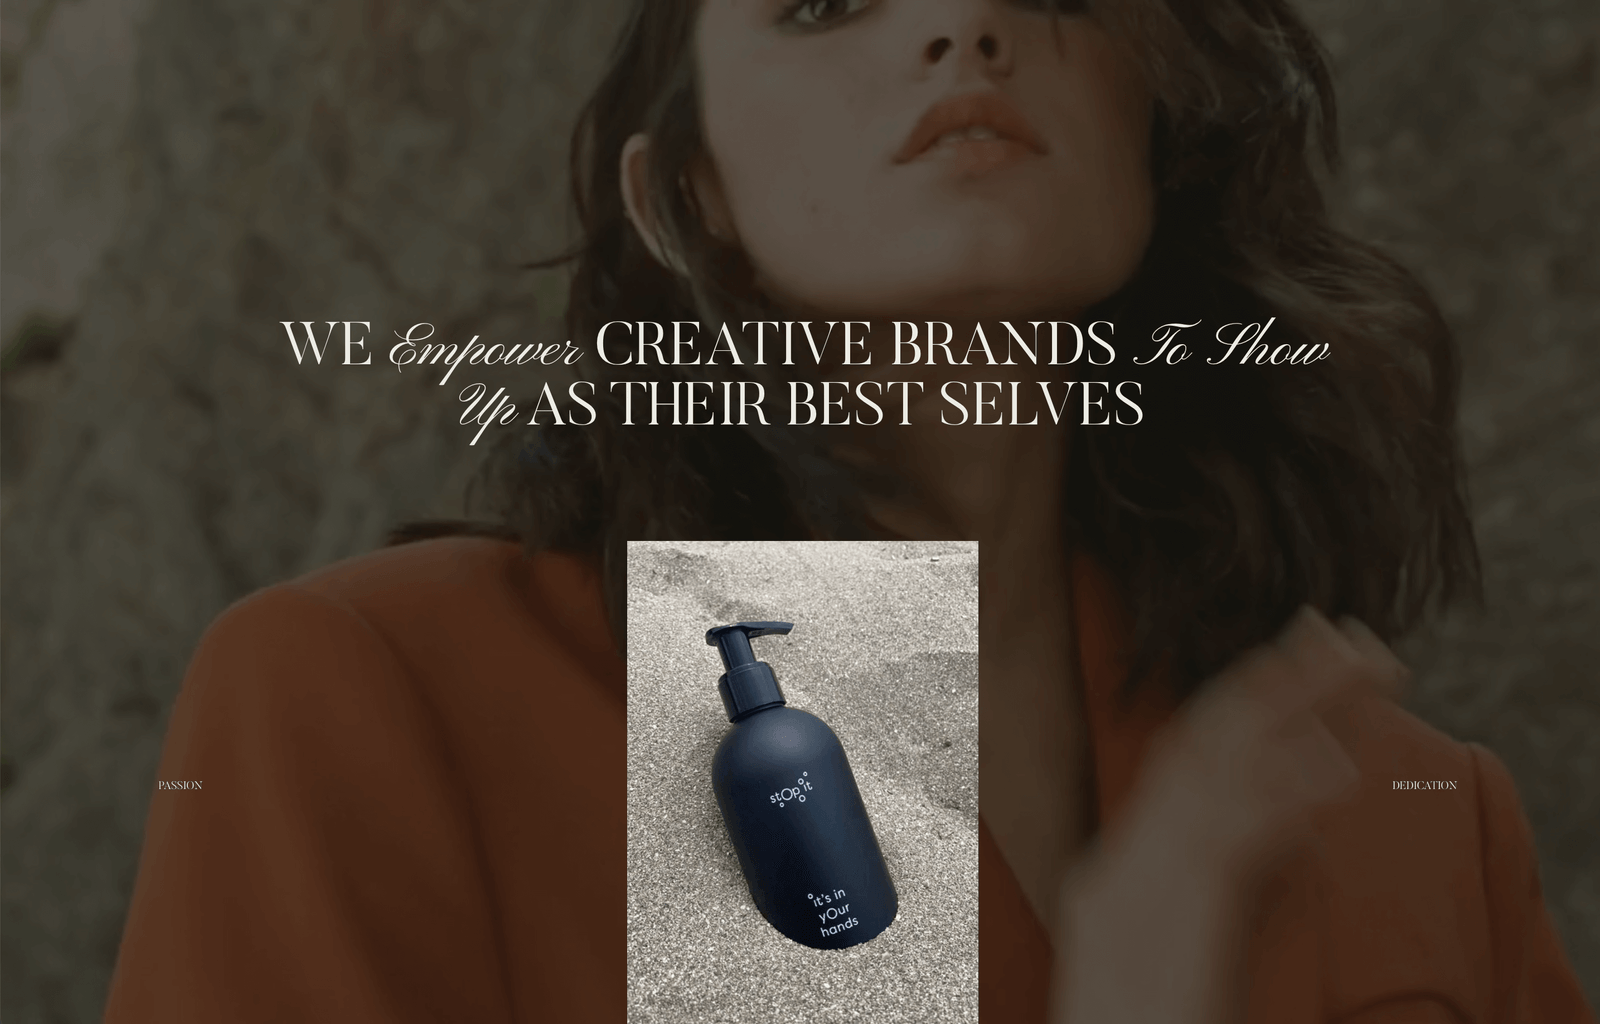 WE Empower CREATIVE BRANDS To Show
Up AS THEIR BEST SELVES
PASSION
DEDICATION
stOp it
it's in
yOur
hands